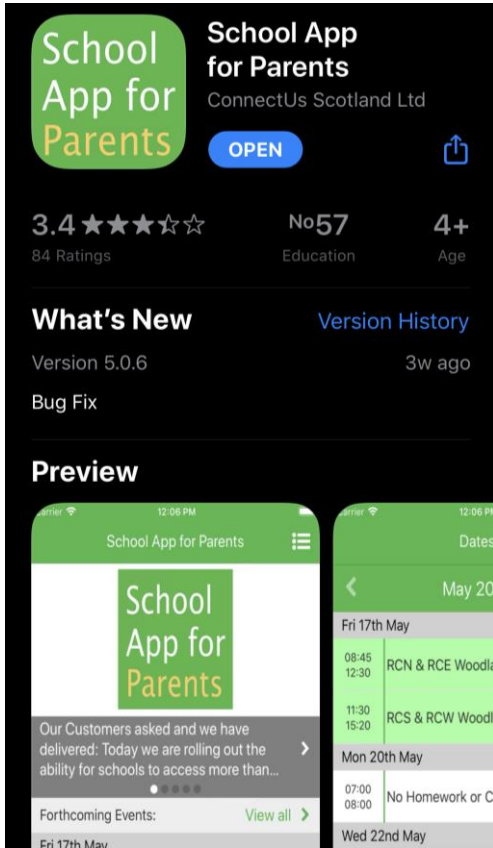 School
App for
Parents
School App
for Parents
ConnectUs Scotland Ltd
OPEN
3.4
No57
4+
84 Ratings
Education
Age
What's New
Version History
Version 5.0.6
3w ago
Bug Fix
Preview
12:06 PM
School App for Parents
School
App for
Parents
Our Customers asked and we have
delivered: Today we are rolling out the
ability for schools to access more than...
Forthcoming Events:
View all
Fri 17th May
12:06 PM
Dates
May 20
Fri 17th May
08:45
12:30
RCN & RCE Woodla
11:30
15:20
RCS & RCW Woodl
Mon 20th May
07:00
08:00
No Homework or C
Wed 22nd May